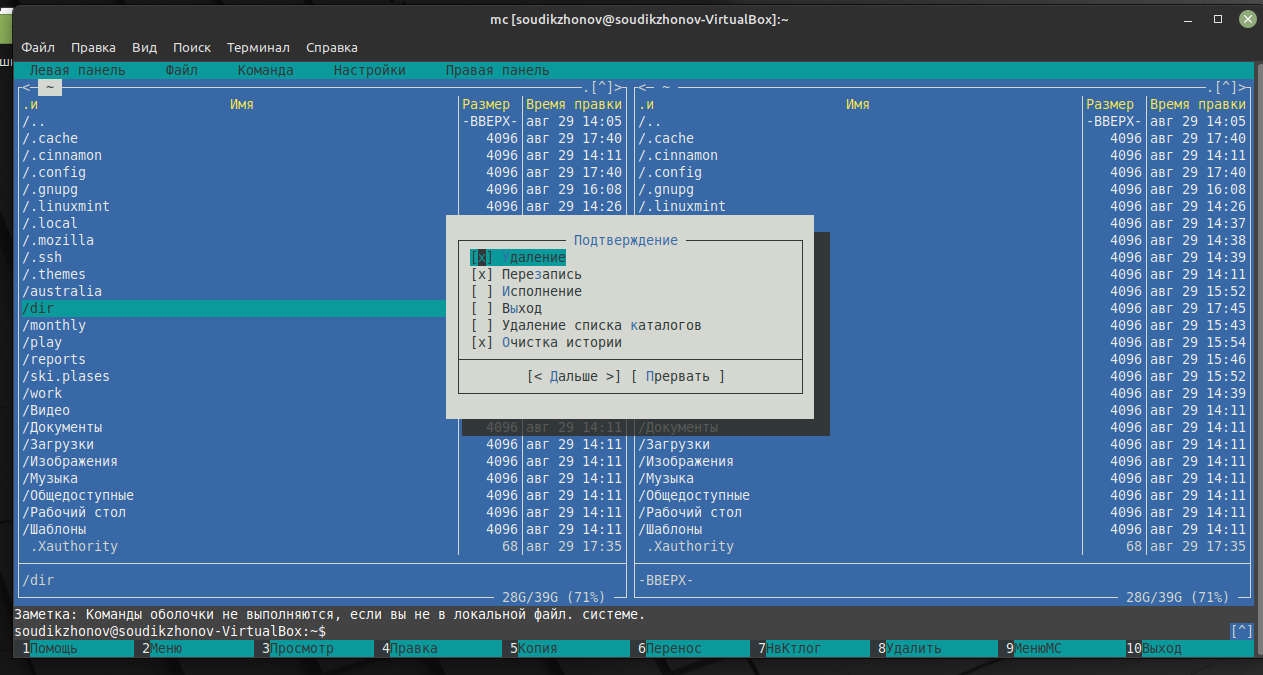 mc [soudikzhonov@soudikzhonov-VirtualBox]:~
Файл Правка Вид Поиск Терминал Справка
Левая панель Файл Команда Настройки Правая панель
<─ ~ ─.[^]> <─ ~ ─.[^]>
.и Имя Размер Время правки .и Имя Размер Время правки
/.. -ВВЕРХ- авг 29 14:05 /.. -ВВЕРХ- авг 29 14:05
/.cache 4096 авг 29 17:40 /.cache 4096 авг 29 17:40
/.cinnamon 4096 авг 29 14:11 /.cinnamon 4096 авг 29 14:11
/.config 4096 авг 29 17:40 /.config 4096 авг 29 17:40
/.gnupg 4096 авг 29 16:08 /.gnupg 4096 авг 29 16:08
/.linuxmint 4096 авг 29 14:26 /.linuxmint 4096 авг 29 14:26
/.local 4096 авг 29 14:37
/.mozilla Подтверждение 4096 авг 29 14:38
/.ssh [x] Удаление 4096 авг 29 14:39
/.themes [x] Перезапись 4096 авг 29 14:11
/australia [ ] Исполнение 4096 авг 29 15:52
/dir [ ] Выход 4096 авг 29 17:45
/monthly [ ] Удаление списка каталогов 4096 авг 29 15:43
/play [x] Очистка истории 4096 авг 29 15:54
/reports 4096 авг 29 15:46
/ski.plases [< Дальше >] [ Прервать ] 4096 авг 29 15:52
/work 4096 авг 29 14:39
/Видео 4096 авг 29 14:11
/Документы 4096 авг 29 14:11 /Документы 4096 авг 29 14:11
/Загрузки 4096 авг 29 14:11 /Загрузки 4096 авг 29 14:11
/Изображения 4096 авг 29 14:11 /Изображения 4096 авг 29 14:11
/Музыка 4096 авг 29 14:11 /Музыка 4096 авг 29 14:11
/Общедоступные 4096 авг 29 14:11 /Общедоступные 4096 авг 29 14:11
/Рабочий стол 4096 авг 29 14:11 /Рабочий стол 4096 авг 29 14:11
/Шаблоны 4096 авг 29 14:11 /Шаблоны 4096 авг 29 14:11
.Xauthority 68 авг 29 17:35 .Xauthority 68 авг 29 17:35
/dir -ВВЕРХ-
28G/39G (71%) 28G/39G (71%)
Заметка: Команды оболочки не выполняются, если вы не в локальной файл. системе.
soudikzhonov@soudikzhonov-VirtualBox:~$ [^]
1Помощь 2Меню 3Просмотр 4Правка 5Копия 6Перенос 7НвКтлог 8Удалить 9МенюMC 10Выход